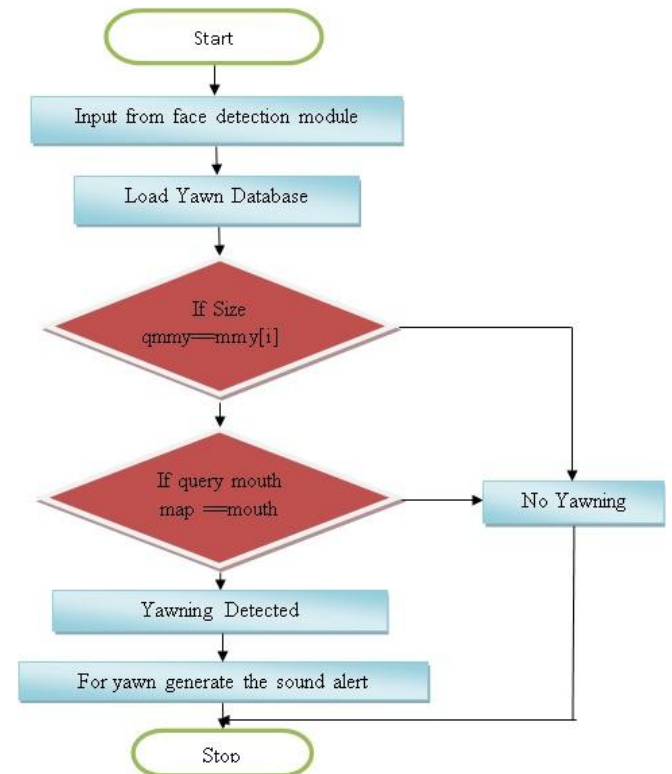 Start
Input from face detection module
Load Yawn Database
If Size
qmmy==mmy[i]
If query mouth
map ==mouth
No Yawning
Yawning Detected
For yawn generate the sound alert
Stop